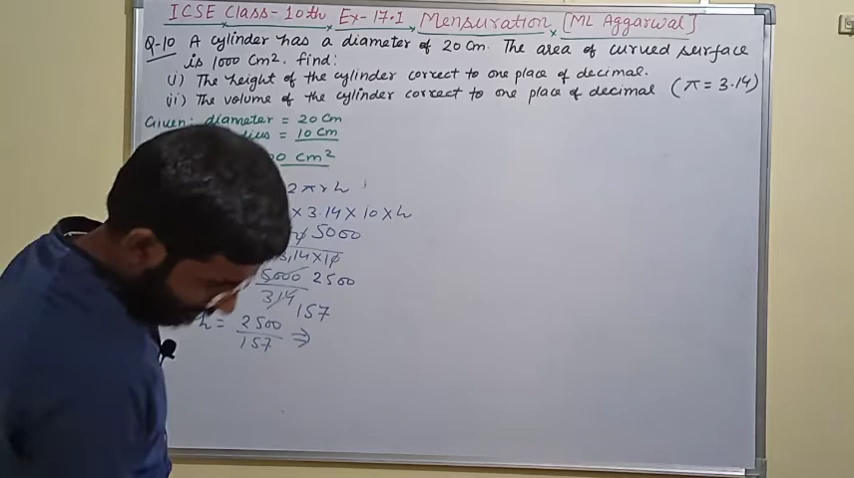 ICSE Class-10th Ex-17.1 Mensuration [ML Aggarwal]
Q-10 A cylinder has a diameter of 20 cm. The area of curved surface
is 1000 cm2. find:
(i) The height of the cylinder correct to one place of decimal.
(ii) The volume of the cylinder correct to one place of decimal (π = 3.14)
Given: diameter = 20 cm
= 10 cm
cm2
2πrh
× 3.14 × 10 × h
5000
3.14×10
5000 2500
314 157
h = 2500
157 ⇒